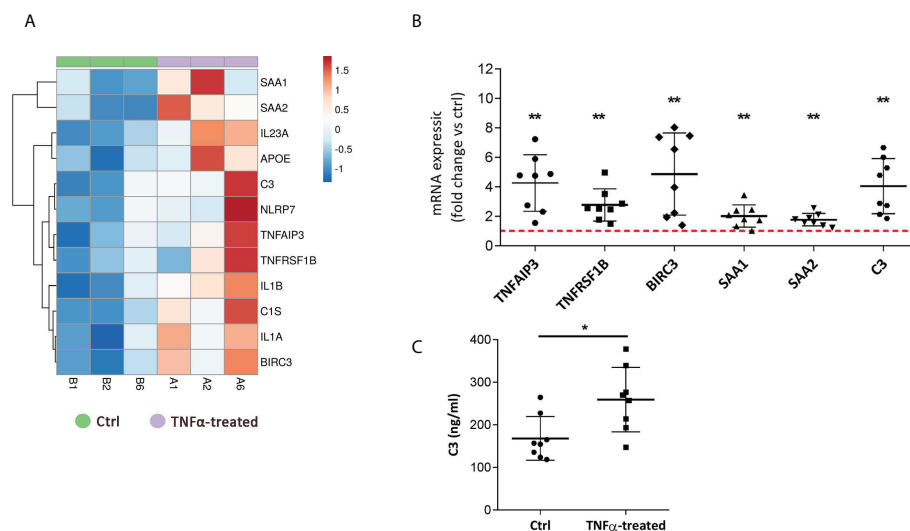 A
1.5
1
0.5
0
-0.5
-1
SAA1
SAA2
IL23A
APOE
C3
NLRP7
TNFAIP3
TNFRSF1B
IL1B
C1S
IL1A
BIRC3
B1 B2 B6 A1 A2 A6
Ctrl TNFα-treated
B
mRNA expressic
(fold change vs ctrl)
12
10
8
6
4
2
0
** ** ** ** ** **
TNFAIP3 TNFRSF1B BIRC3 SAA1 SAA2 C3
C
C3 (ng/ml)
400
300
200
100
0
*
Ctrl TNFα-treated